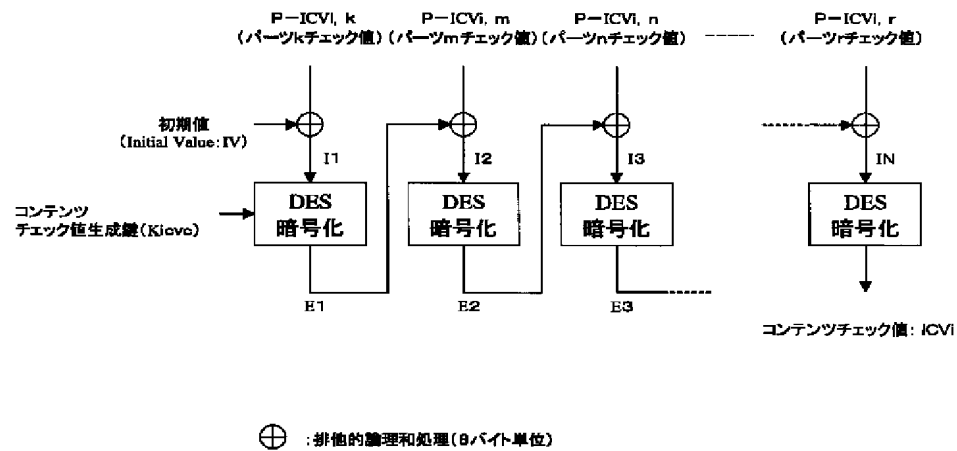 P-ICVi, k
(パーツkチェック値)
P-ICVi, m
(パーツmチェック値)
P-ICVi, n
(パーツnチェック値)
P-ICVi, r
(パーツrチェック値)
初期値
(Initial Value: IV)
I1
I2
I3
IN
コンテンツ
チェック値生成鍵(Kicvc)
DES
暗号化
DES
暗号化
DES
暗号化
DES
暗号化
E1
E2
E3
コンテンツチェック値: ICVi
:排他的論理和処理(8バイト単位)